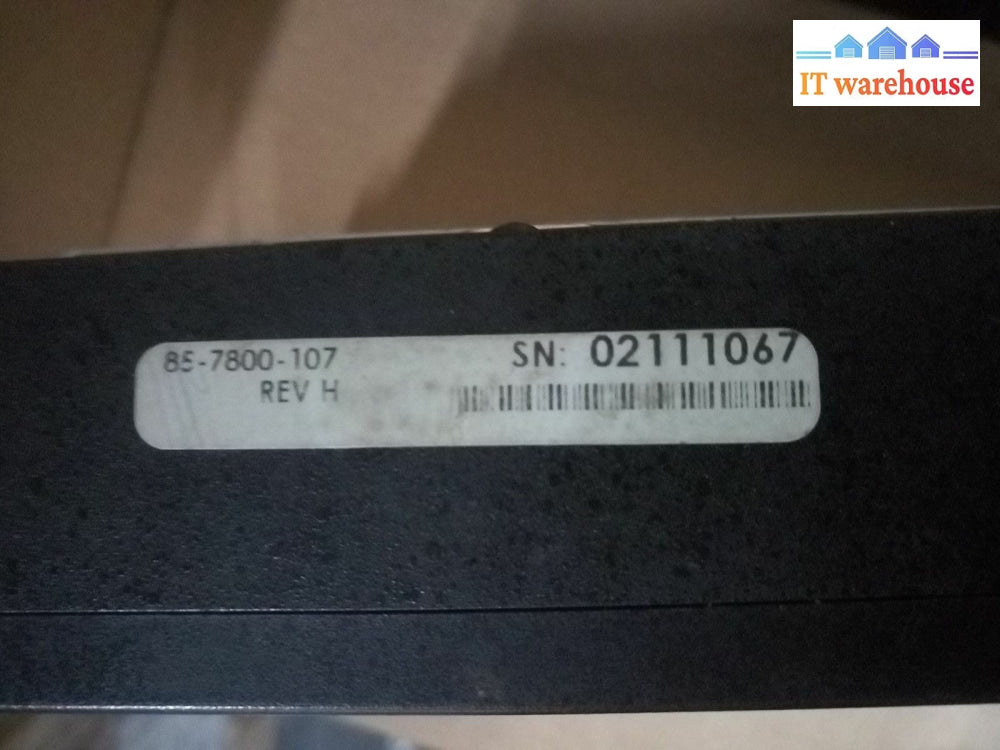 IT warehouse
85-7800-107
SN: 02111067
REV H